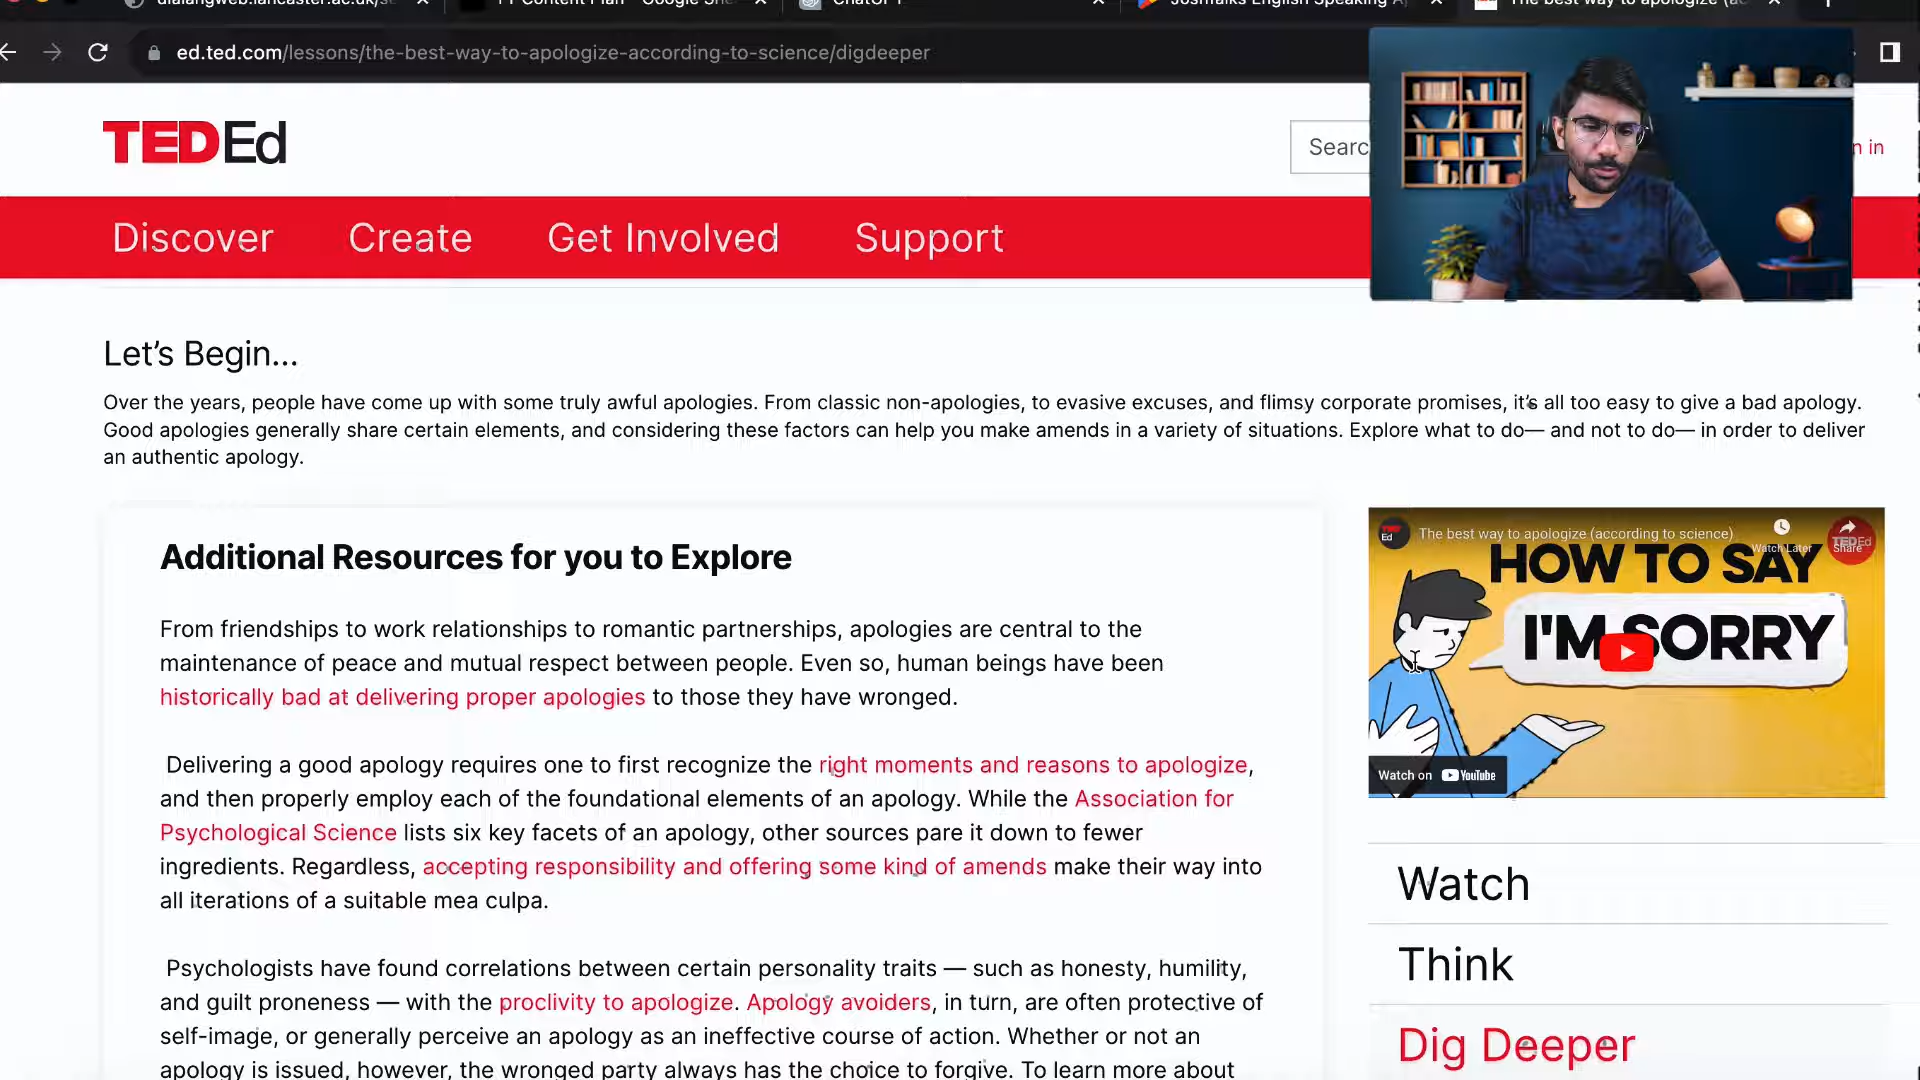 ed.ted.com/lessons/the-best-way-to-apologize-according-to-science/digdeeper
TEDEd
Searc
n in
Discover Create Get Involved Support
Let's Begin...
Over the years, people have come up with some truly awful apologies. From classic non-apologies, to evasive excuses, and flimsy corporate promises, it's all too easy to give a bad apology.
Good apologies generally share certain elements, and considering these factors can help you make amends in a variety of situations. Explore what to do— and not to do— in order to deliver
an authentic apology.
Additional Resources for you to Explore
From friendships to work relationships to romantic partnerships, apologies are central to the
maintenance of peace and mutual respect between people. Even so, human beings have been
historically bad at delivering proper apologies to those they have wronged.
Delivering a good apology requires one to first recognize the right moments and reasons to apologize,
and then properly employ each of the foundational elements of an apology. While the Association for
Psychological Science lists six key facets of an apology, other sources pare it down to fewer
ingredients. Regardless, accepting responsibility and offering some kind of amends make their way into
all iterations of a suitable mea culpa.
Psychologists have found correlations between certain personality traits — such as honesty, humility,
and guilt proneness — with the proclivity to apologize. Apology avoiders, in turn, are often protective of
self-image, or generally perceive an apology as an ineffective course of action. Whether or not an
apology is issued, however, the wronged party always has the choice to forgive. To learn more about
The best way to apologize (according to science)
Watch Later
Share
TEDEd
HOW TO SAY
I'M SORRY
Watch on YouTube
Watch
Think
Dig Deeper